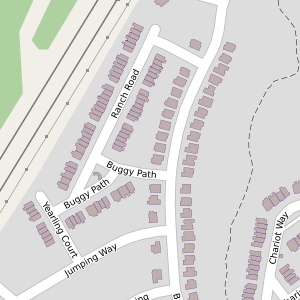 Ranch Road
Buggy Path
Buggy Path
Yearling Court
Chariot Way
Jumping Way
B